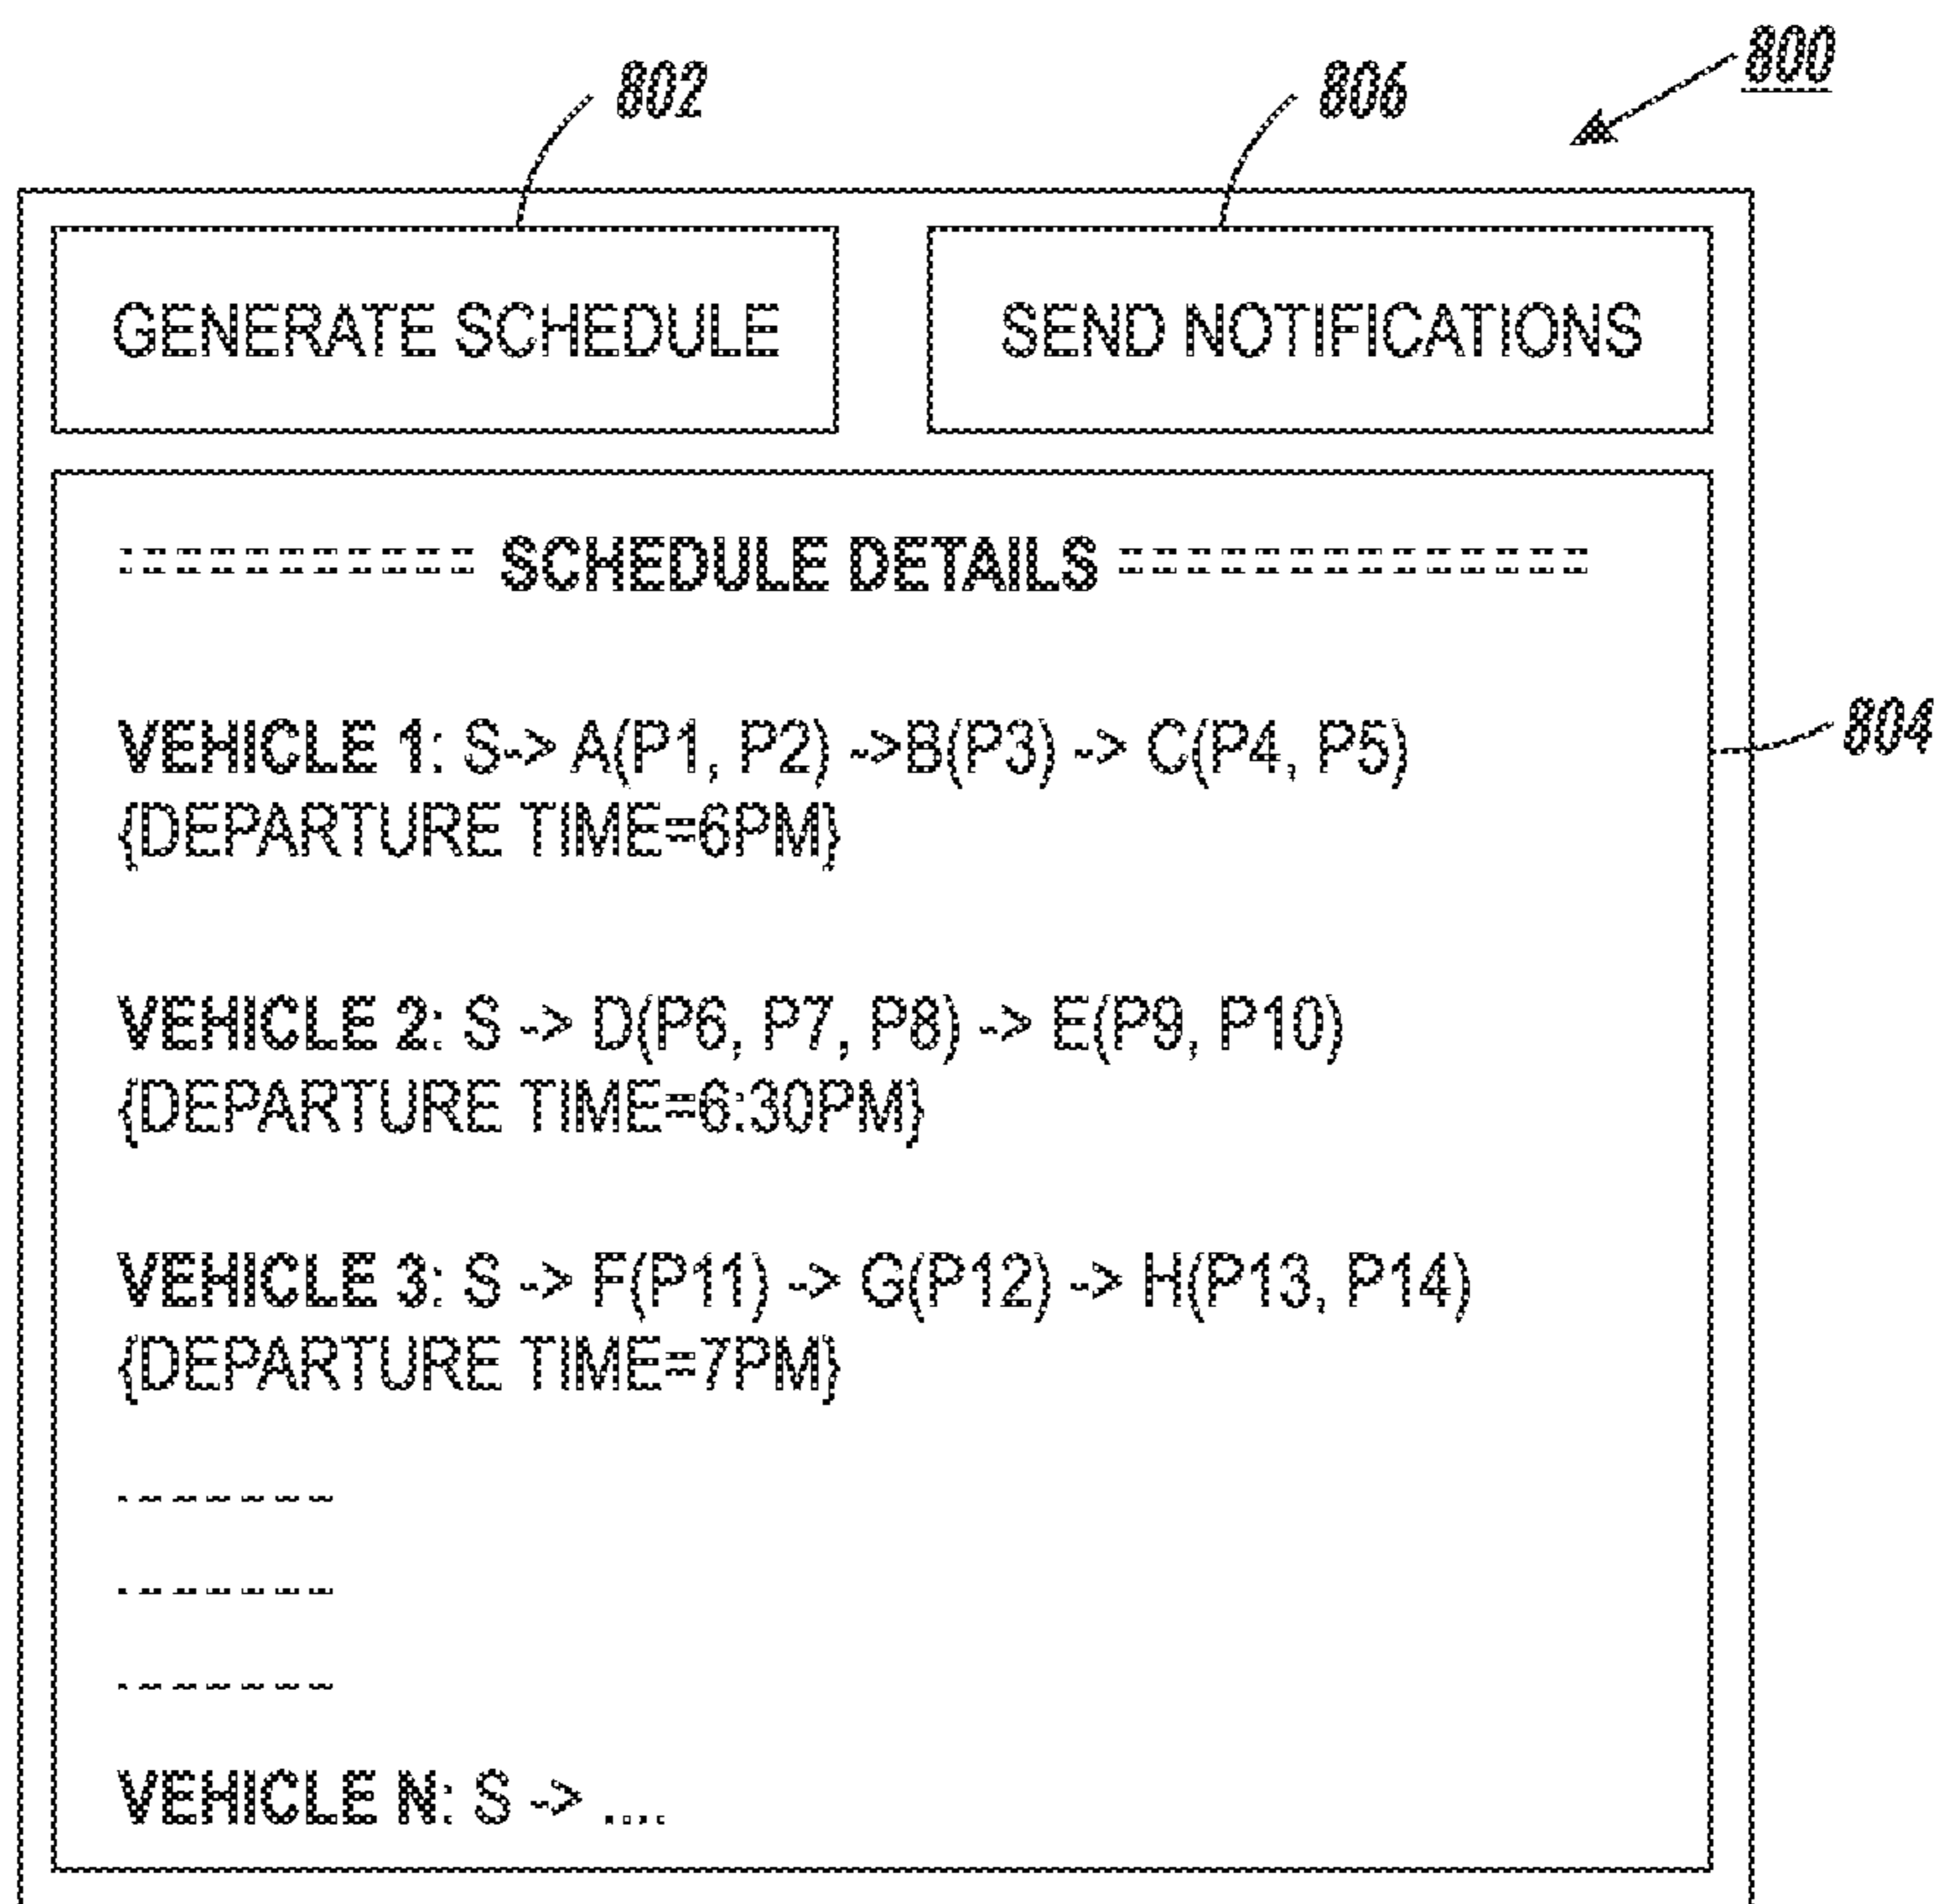 800
802
806
GENERATE SCHEDULE
SEND NOTIFICATIONS
=========== SCHEDULE DETAILS ==============
VEHICLE 1: S-> A(P1, P2) ->B(P3) -> C(P4, P5)
804
{DEPARTURE TIME=6PM}
VEHICLE 2: S -> D(P6, P7, P8) -> E(P9, P10)
{DEPARTURE TIME=6:30PM}
VEHICLE 3: S -> F(P11) -> G(P12) -> H(P13, P14)
{DEPARTURE TIME=7PM}
-------
-------
-------
VEHICLE N: S -> ....